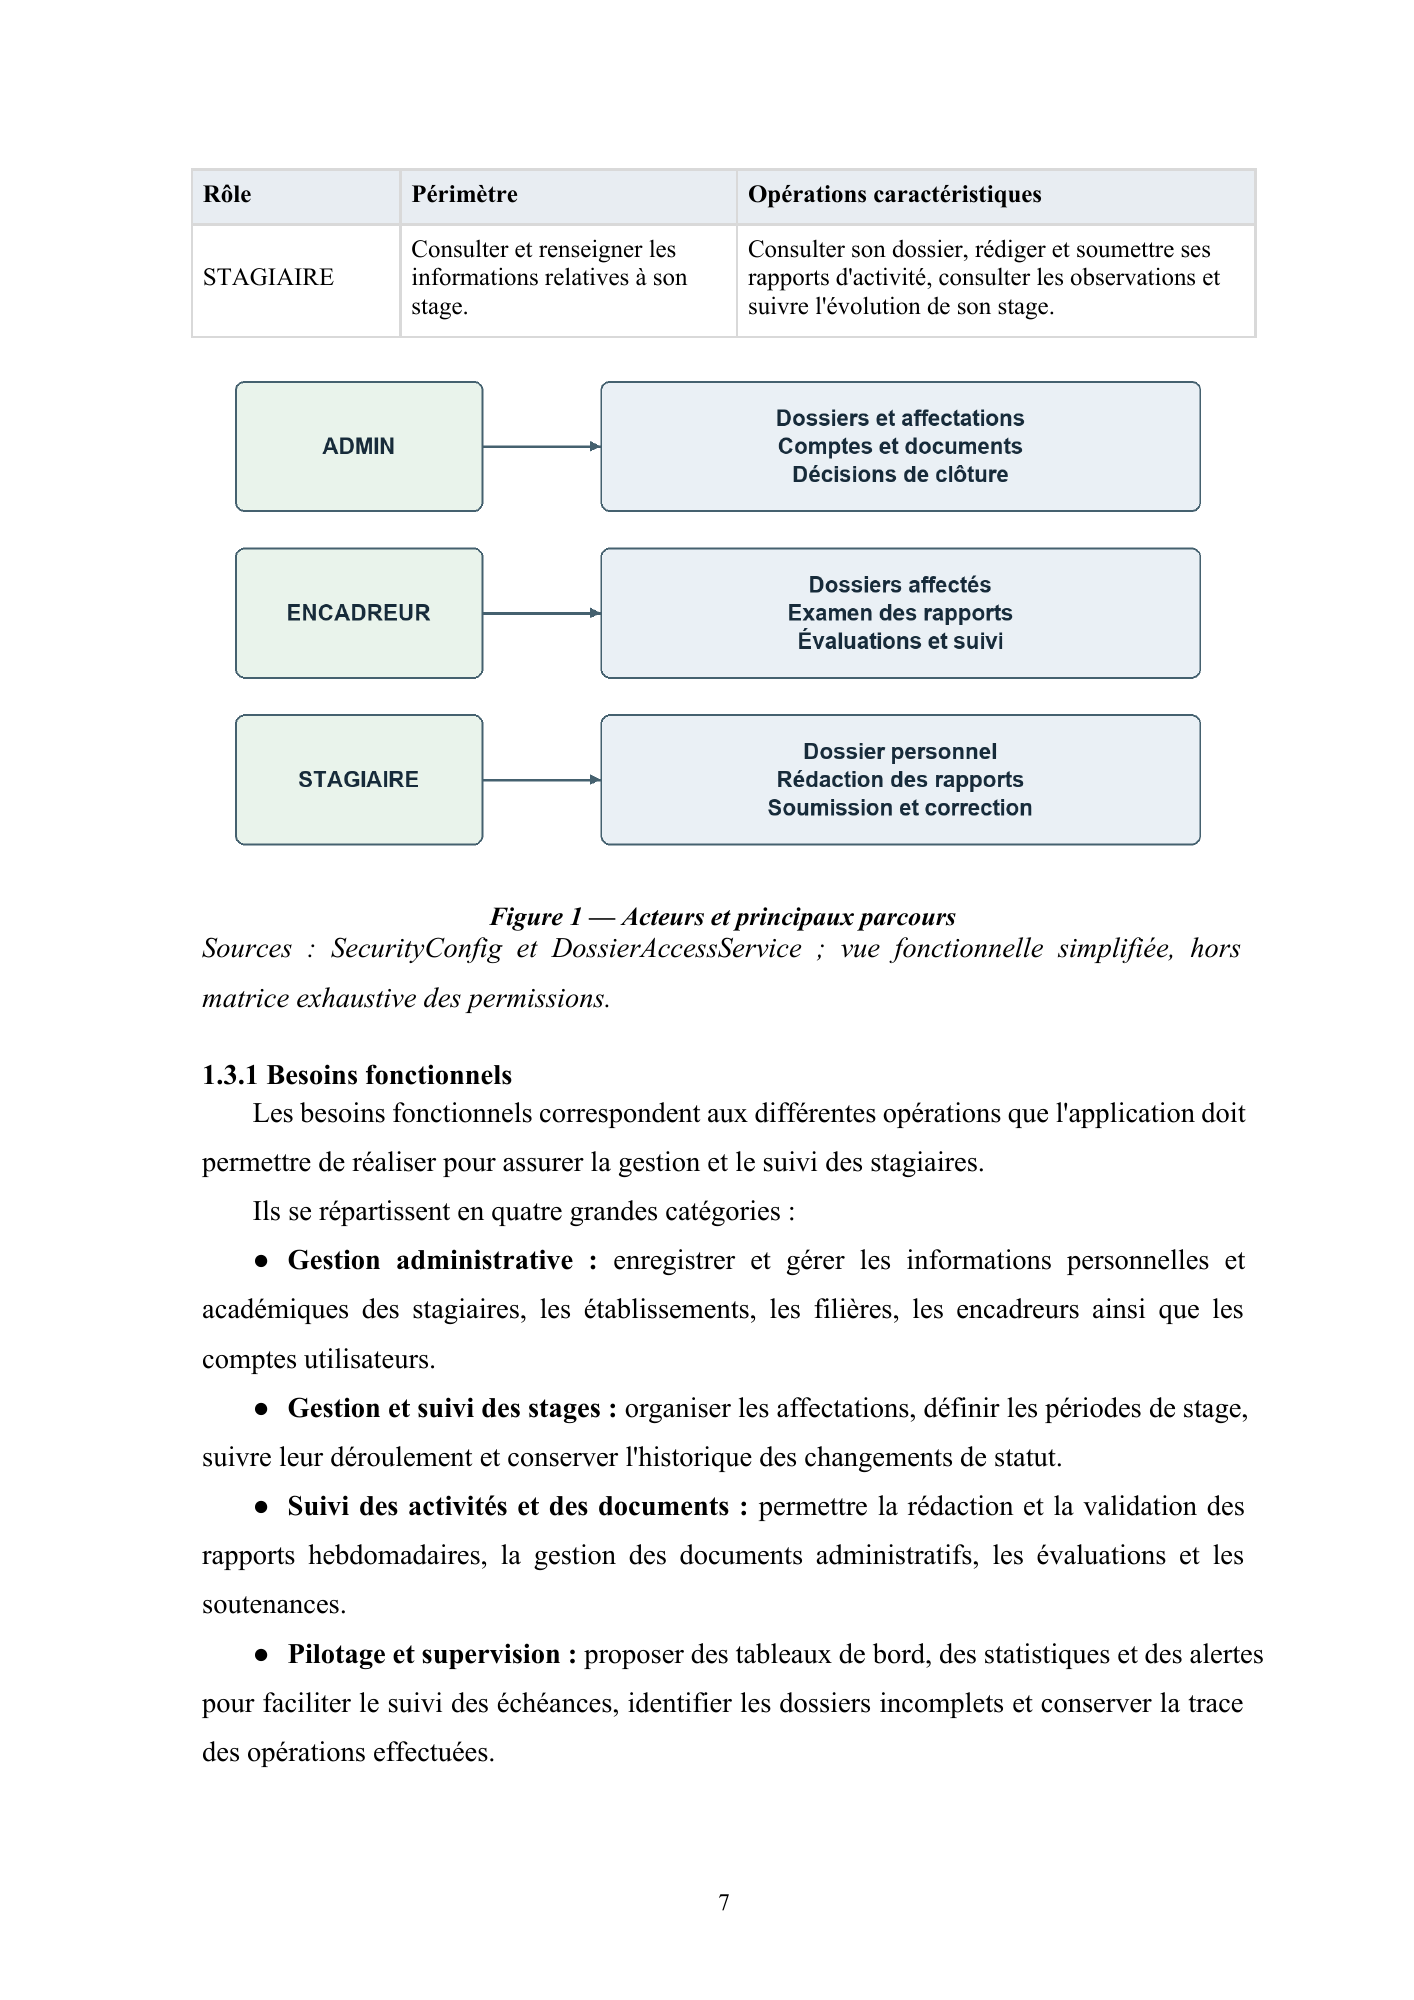 Rôle Périmètre Opérations caractéristiques
STAGIAIRE
Consulter et renseigner les
informations relatives à son
stage.
Consulter son dossier, rédiger et soumettre ses
rapports d'activité, consulter les observations et
suivre l'évolution de son stage.
ADMIN
Dossiers et affectations
Comptes et documents
Décisions de clôture
ENCADREUR
Dossiers affectés
Examen des rapports
Évaluations et suivi
STAGIAIRE
Dossier personnel
Rédaction des rapports
Soumission et correction
Figure 1 — Acteurs et principaux parcours
Sources : SecurityConfig et DossierAccessService ; vue fonctionnelle simplifiée, hors
matrice exhaustive des permissions.
1.3.1 Besoins fonctionnels
Les besoins fonctionnels correspondent aux différentes opérations que l'application doit
permettre de réaliser pour assurer la gestion et le suivi des stagiaires.
Ils se répartissent en quatre grandes catégories :
● Gestion administrative : enregistrer et gérer les informations personnelles et
académiques des stagiaires, les établissements, les filières, les encadreurs ainsi que les
comptes utilisateurs.
● Gestion et suivi des stages : organiser les affectations, définir les périodes de stage,
suivre leur déroulement et conserver l'historique des changements de statut.
● Suivi des activités et des documents : permettre la rédaction et la validation des
rapports hebdomadaires, la gestion des documents administratifs, les évaluations et les
soutenances.
● Pilotage et supervision : proposer des tableaux de bord, des statistiques et des alertes
pour faciliter le suivi des échéances, identifier les dossiers incomplets et conserver la trace
des opérations effectuées.
7